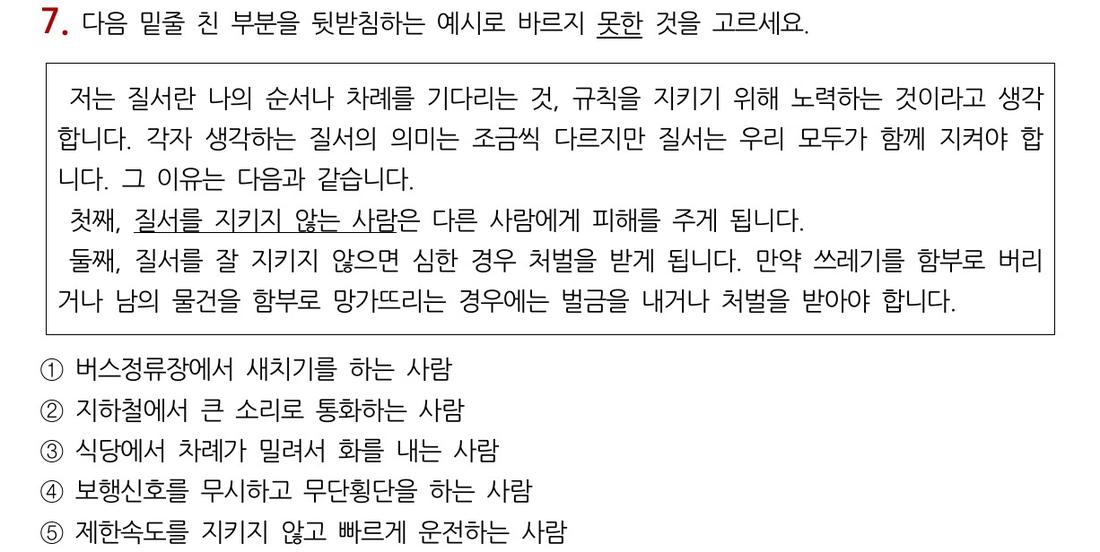 7. 다음 밑줄 친 부분을 뒷받침하는 예시로 바르지 못한 것을 고르세요.
저는 질서란 나의 순서나 차례를 기다리는 것, 규칙을 지키기 위해 노력하는 것이라고 생각
합니다. 각자 생각하는 질서의 의미는 조금씩 다르지만 질서는 우리 모두가 함께 지켜야 합
니다. 그 이유는 다음과 같습니다.
첫째, 질서를 지키지 않는 사람은 다른 사람에게 피해를 주게 됩니다.
둘째, 질서를 잘 지키지 않으면 심한 경우 처벌을 받게 됩니다. 만약 쓰레기를 함부로 버리
거나 남의 물건을 함부로 망가뜨리는 경우에는 벌금을 내거나 처벌을 받아야 합니다.
① 버스정류장에서 새치기를 하는 사람
② 지하철에서 큰 소리로 통화하는 사람
③ 식당에서 차례가 밀려서 화를 내는 사람
④ 보행신호를 무시하고 무단횡단을 하는 사람
⑤ 제한속도를 지키지 않고 빠르게 운전하는 사람